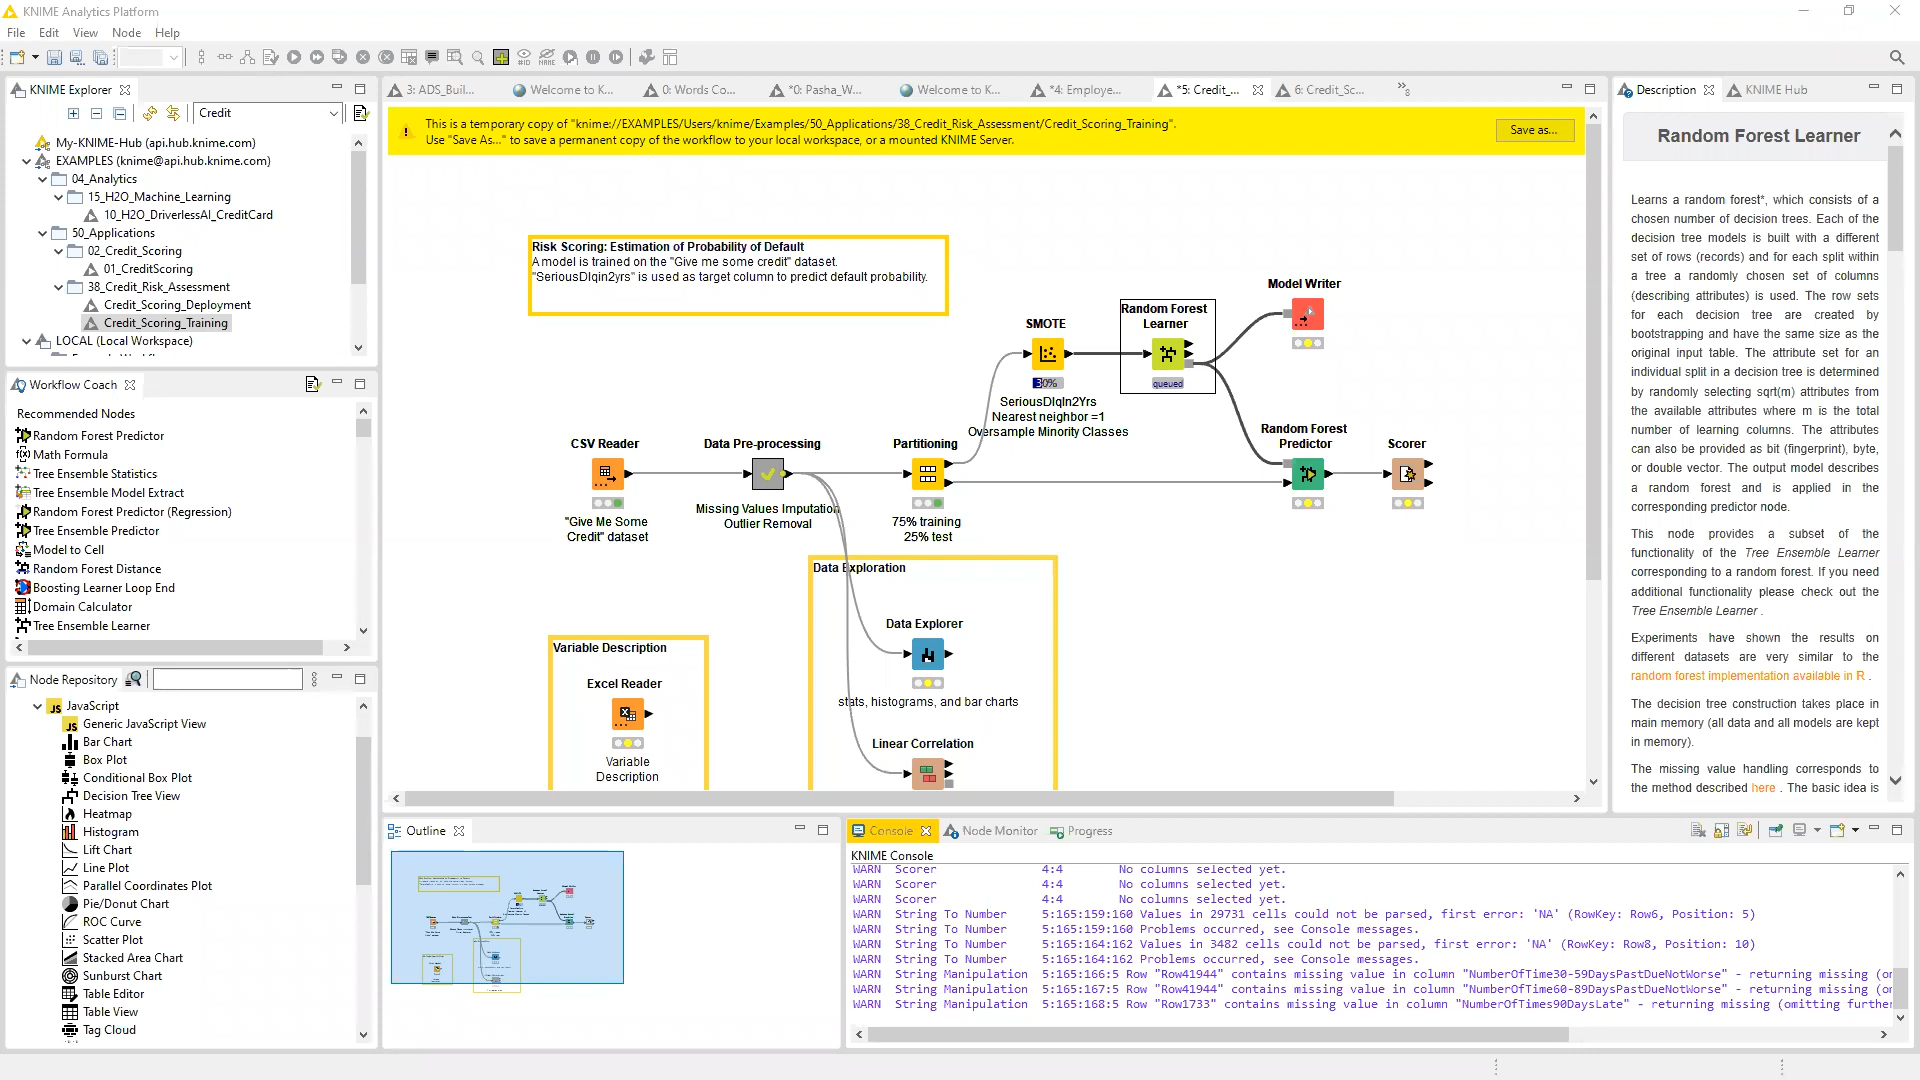 KNIME Analytics Platform
File Edit View Node Help
KNIME Explorer
Credit
My-KNIME-Hub (api.hub.knime.com)
EXAMPLES (knime@api.hub.knime.com)
04_Analytics
15_H2O_Machine_Learning
10_H2O_DriverlessAI_CreditCard
50_Applications
02_Credit_Scoring
01_CreditScoring
38_Credit_Risk_Assessment
Credit_Scoring_Deployment
Credit_Scoring_Training
LOCAL (Local Workspace)
Workflow Coach
Recommended Nodes
Random Forest Predictor
Math Formula
Tree Ensemble Statistics
Tree Ensemble Model Extract
Random Forest Predictor (Regression)
Tree Ensemble Predictor
Model to Cell
Random Forest Distance
Boosting Learner Loop End
Domain Calculator
Tree Ensemble Learner
Node Repository
JavaScript
Generic JavaScript View
Bar Chart
Box Plot
Conditional Box Plot
Decision Tree View
Heatmap
Histogram
Lift Chart
Line Plot
Parallel Coordinates Plot
Pie/Donut Chart
ROC Curve
Scatter Plot
Stacked Area Chart
Sunburst Chart
Table Editor
Table View
Tag Cloud
3: ADS_Buil... Welcome to K... 0: Words Co... *0: Pasha_W... Welcome to K... *4: Employe... *5: Credit_... 6: Credit_Sc... 8
This is a temporary copy of "knime://EXAMPLES/Users/knime/Examples/50_Applications/38_Credit_Risk_Assessment/Credit_Scoring_Training".
Use "Save As..." to save a permanent copy of the workflow to your local workspace, or a mounted KNIME Server.
Save as...
Risk Scoring: Estimation of Probability of Default
A model is trained on the "Give me some credit" dataset.
"SeriousDlqin2yrs" is used as target column to predict default probability.
Model Writer
SMOTE
30%
SeriousDlqIn2Yrs
Nearest neighbor =1
Oversample Minority Classes
Random Forest
Learner
queued
CSV Reader
"Give Me Some
Credit" dataset
Data Pre-processing
Missing Values Imputation
Outlier Removal
Partitioning
75% training
25% test
Random Forest
Predictor
Scorer
Data Exploration
Data Explorer
stats, histograms, and bar charts
Linear Correlation
Variable Description
Excel Reader
Variable
Description
Outline
Console Node Monitor Progress
KNIME Console
WARN Scorer 4:4 No columns selected yet.
WARN Scorer 4:4 No columns selected yet.
WARN Scorer 4:4 No columns selected yet.
WARN String To Number 5:165:159:160 Values in 29731 cells could not be parsed, first error: 'NA' (RowKey: Row6, Position: 5)
WARN String To Number 5:165:159:160 Problems occurred, see Console messages.
WARN String To Number 5:165:164:162 Values in 3482 cells could not be parsed, first error: 'NA' (RowKey: Row8, Position: 10)
WARN String To Number 5:165:164:162 Problems occurred, see Console messages.
WARN String Manipulation 5:165:166:5 Row "Row41944" contains missing value in column "NumberOfTime30-59DaysPastDueNotWorse" - returning missing (o
WARN String Manipulation 5:165:167:5 Row "Row41944" contains missing value in column "NumberOfTime60-89DaysPastDueNotWorse" - returning missing (o
WARN String Manipulation 5:165:168:5 Row "Row1733" contains missing value in column "NumberOfTimes90DaysLate" - returning missing (omitting furthe
Description KNIME Hub
Random Forest Learner
Learns a random forest*, which consists of a
chosen number of decision trees. Each of the
decision tree models is built with a different
set of rows (records) and for each split within
a tree a randomly chosen set of columns
(describing attributes) is used. The row sets
for each decision tree are created by
bootstrapping and have the same size as the
original input table. The attribute set for an
individual split in a decision tree is determined
by randomly selecting sqrt(m) attributes from
the available attributes where m is the total
number of learning columns. The attributes
can also be provided as bit (fingerprint), byte,
or double vector. The output model describes
a random forest and is applied in the
corresponding predictor node.
This node provides a subset of the
functionality of the Tree Ensemble Learner
corresponding to a random forest. If you need
additional functionality please check out the
Tree Ensemble Learner .
Experiments have shown the results on
different datasets are very similar to the
random forest implementation available in R .
The decision tree construction takes place in
main memory (all data and all models are kept
in memory).
The missing value handling corresponds to
the method described here . The basic idea is